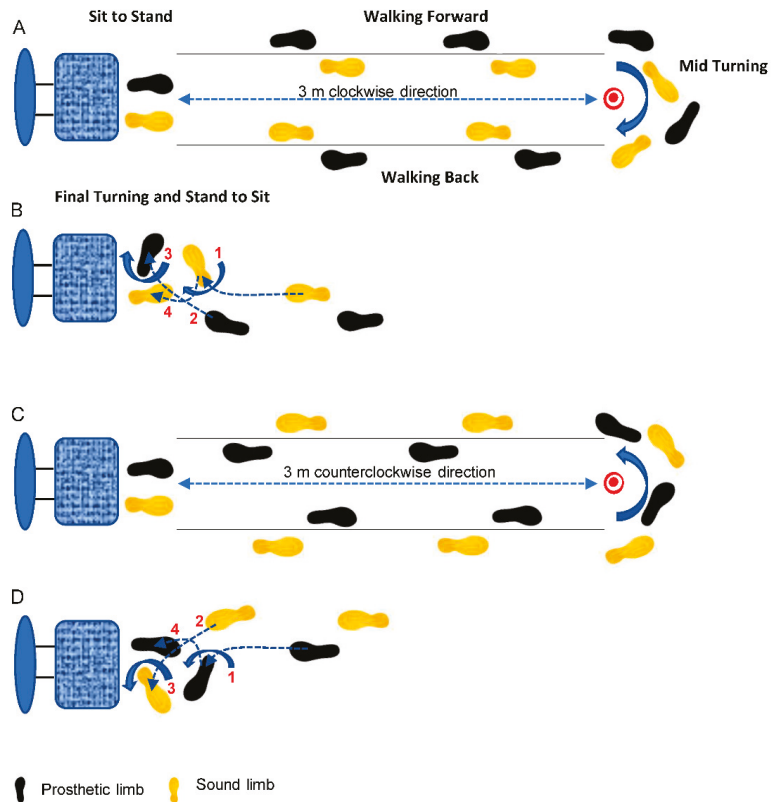 A
Sit to Stand
Walking Forward
Mid Turning
3 m clockwise direction
Walking Back
Final Turning and Stand to Sit
B
3
1
4
2
C
3 m counterclockwise direction
D
2
4
1
3
Prosthetic limb
Sound limb